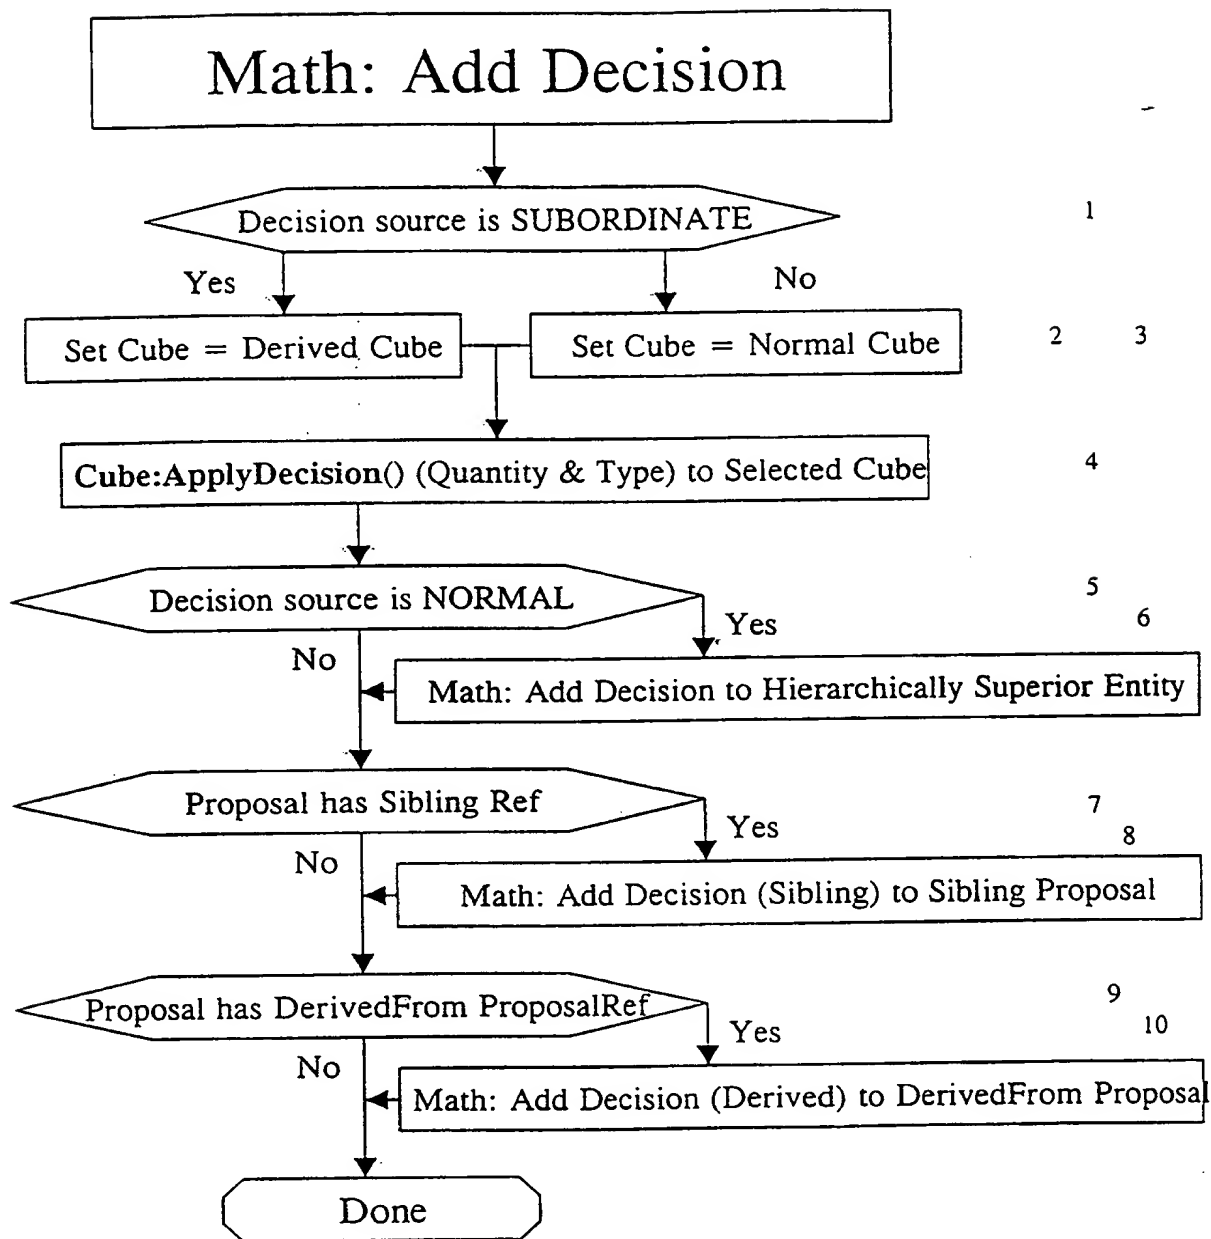 Math: Add Decision
Decision source is SUBORDINATE
1
Yes
No
Set Cube = Derived Cube
Set Cube = Normal Cube
2
3
Cube:ApplyDecision() (Quantity & Type) to Selected Cube
4
Decision source is NORMAL
5
Yes
6
No
Math: Add Decision to Hierarchically Superior Entity
Proposal has Sibling Ref
7
Yes
8
No
Math: Add Decision (Sibling) to Sibling Proposal
Proposal has DerivedFrom ProposalRef
9
Yes
10
No
Math: Add Decision (Derived) to DerivedFrom Proposal
Done